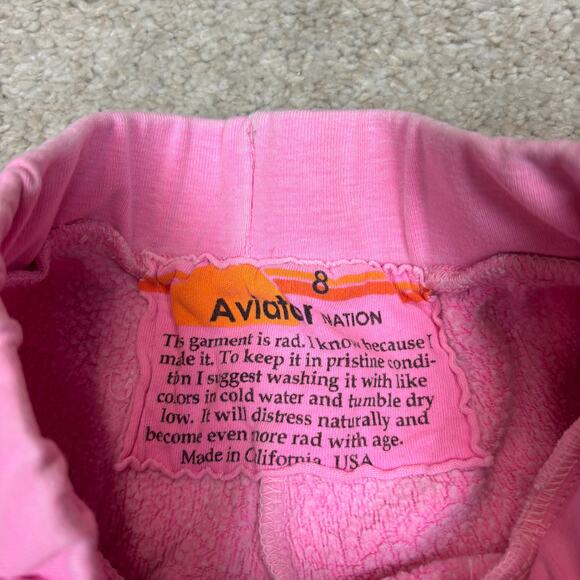 8
Aviator NATION
This garment is rad. I know because I
made it. To keep it in pristine condi-
tion I suggest washing it with like
colors in cold water and tumble dry
low. It will distress naturally and
become even more rad with age.
Made in California, USA